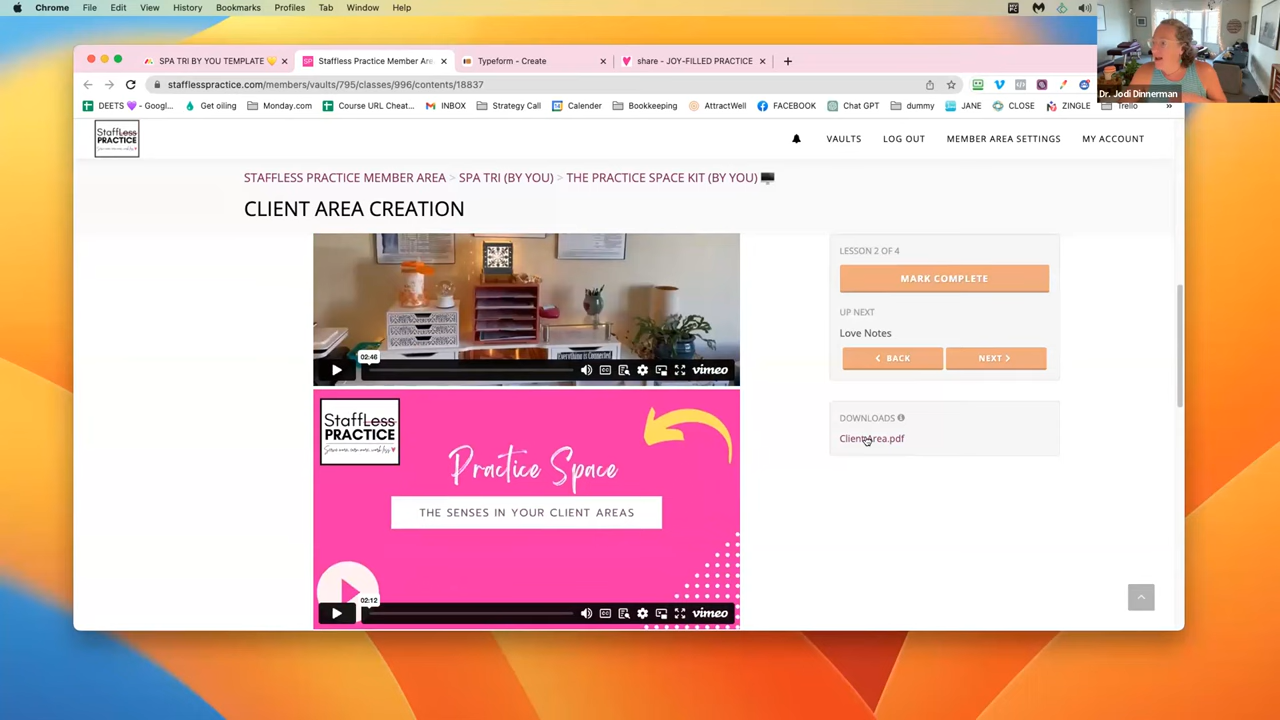 Chrome File Edit View History Bookmarks Profiles Tab Window Help
SPA TRI BY YOU TEMPLATE
Staffless Practice Member Are
Typeform - Create
share - JOY-FILLED PRACTICE
stafflesspractice.com/members/vaults/795/classes/996/contents/18837
DEETS 💛 - Googl... Get oiling Monday.com Course URL Cheat... INBOX Strategy Call Calender Bookkeeping AttractWell FACEBOOK Chat GPT dummy JANE CLOSE ZINGLE Trello »
Dr. Jodi Dinnerman
StaffLess
PRACTICE
VAULTS LOG OUT MEMBER AREA SETTINGS MY ACCOUNT
STAFFLESS PRACTICE MEMBER AREA > SPA TRI (BY YOU) > THE PRACTICE SPACE KIT (BY YOU)
CLIENT AREA CREATION
LESSON 2 OF 4
MARK COMPLETE
UP NEXT
Love Notes
BACK NEXT
02:46
CC
vimeo
DOWNLOADS
ClientArea.pdf
StaffLess
PRACTICE
Practice Space
THE SENSES IN YOUR CLIENT AREAS
02:12
CC
vimeo